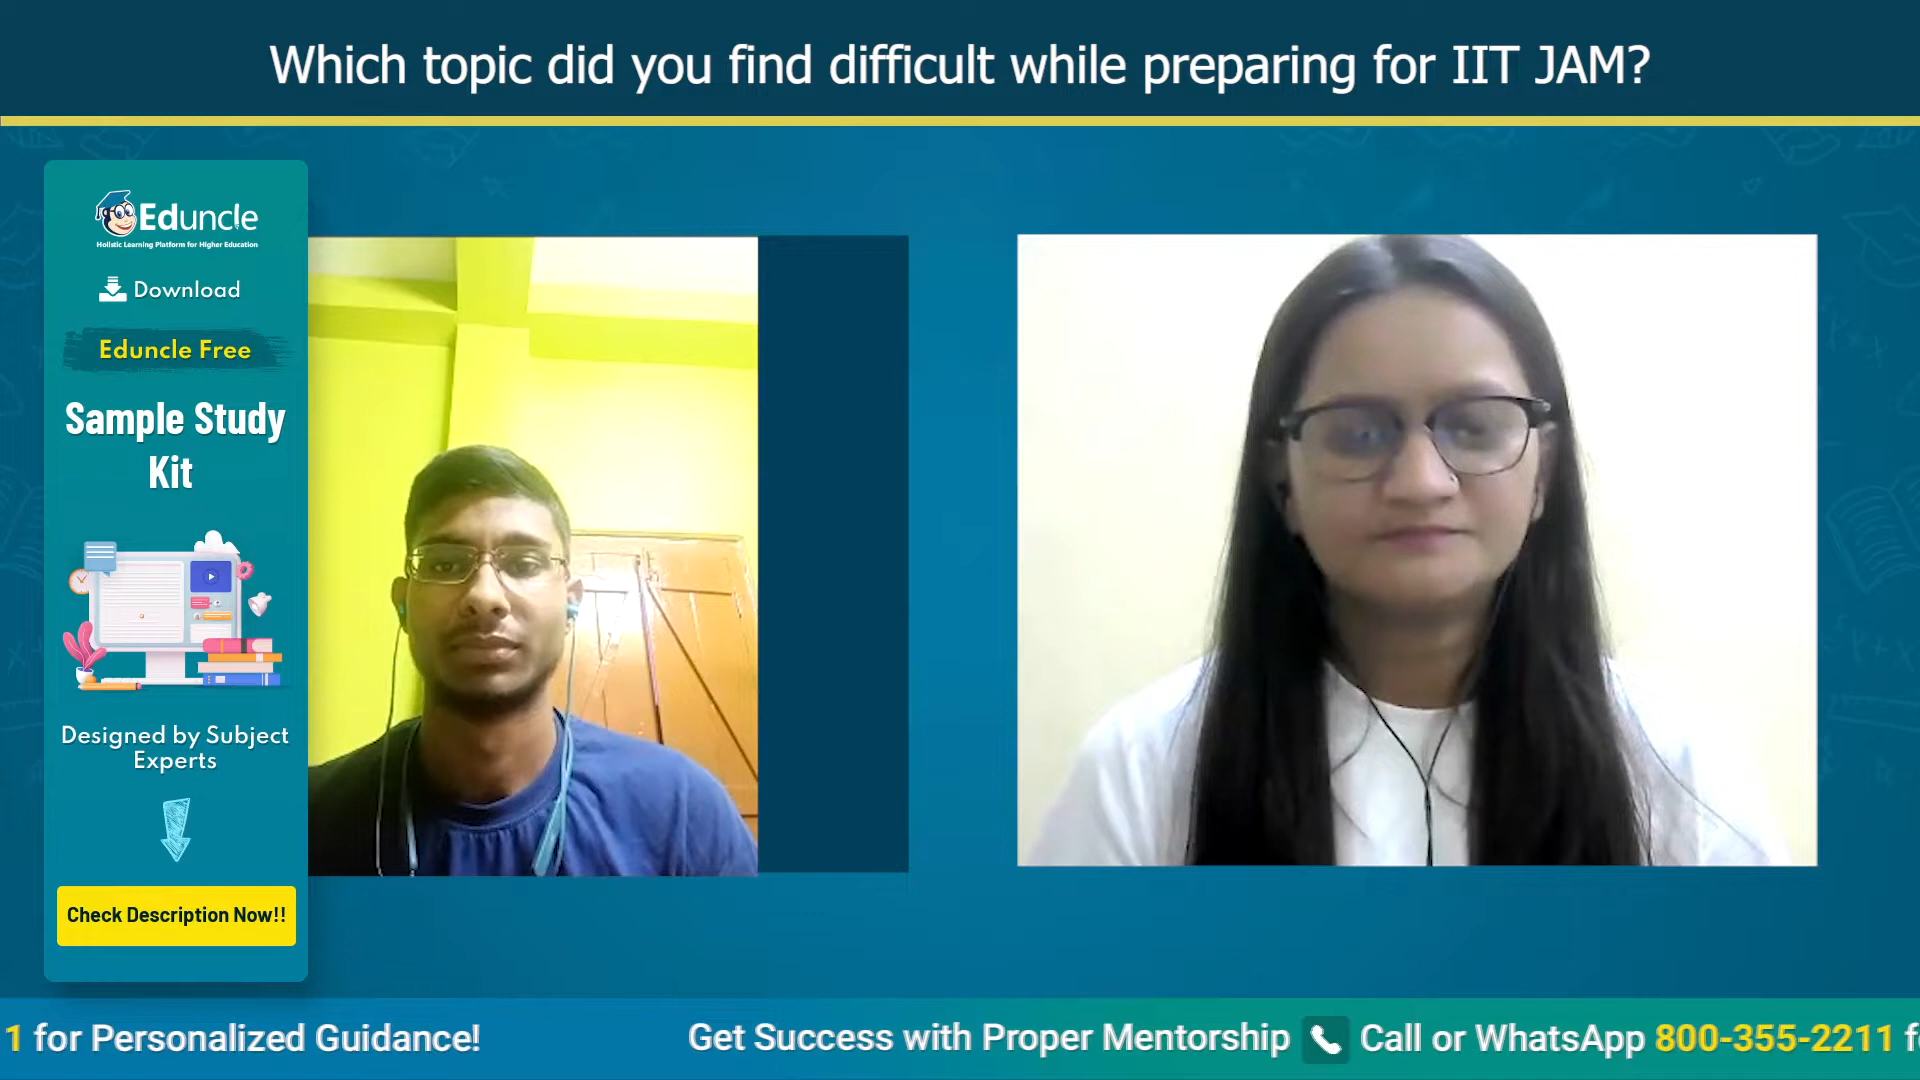 Which topic did you find difficult while preparing for IIT JAM?
Eduncle
Holistic Learning Platform for Higher Education
Download
Eduncle Free
Sample Study
Kit
Designed by Subject
Experts
Check Description Now!!
1 for Personalized Guidance! Get Success with Proper Mentorship Call or WhatsApp 800-355-2211 f